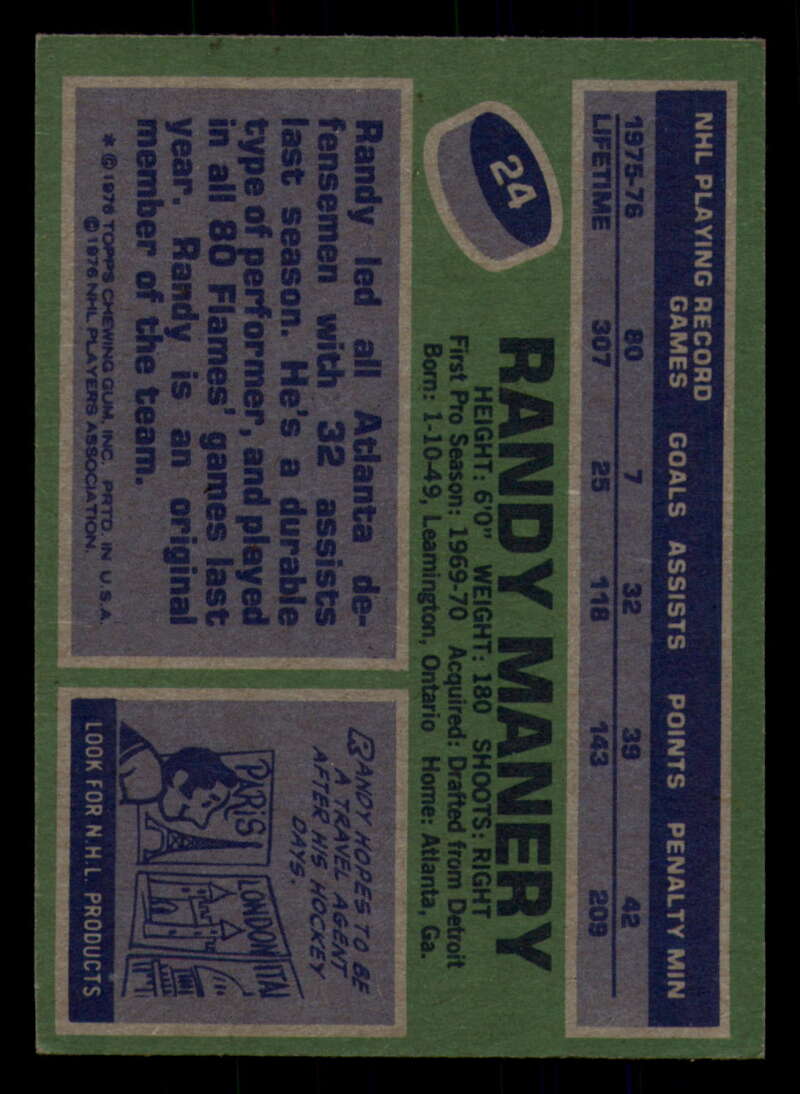 NHL PLAYING RECORD
GAMES GOALS ASSISTS POINTS PENALTY MIN
1975-76 80 7 32 39 42
LIFETIME 307 25 118 143 209
24
RANDY MANERY
HEIGHT: 6'0" WEIGHT: 180 SHOOTS: RIGHT
First Pro Season: 1969-70 Acquired: Drafted from Detroit
Born: 1-10-49, Leamington, Ontario Home: Atlanta, Ga.
Randy led all Atlanta de-
fensemen with 32 assists
last season. He's a durable
type of performer, and played
in all 80 Flames' games last
year. Randy is an original
member of the team.
* © 1976 TOPPS CHEWING GUM, INC. PRTD. IN U.S.A.
© 1976 NHL PLAYERS ASSOCIATION.
RANDY HOPES TO BE
A TRAVEL AGENT
AFTER HIS HOCKEY
DAYS.
PARIS
LONDON
ITAL
LOOK FOR N.H.L. PRODUCTS